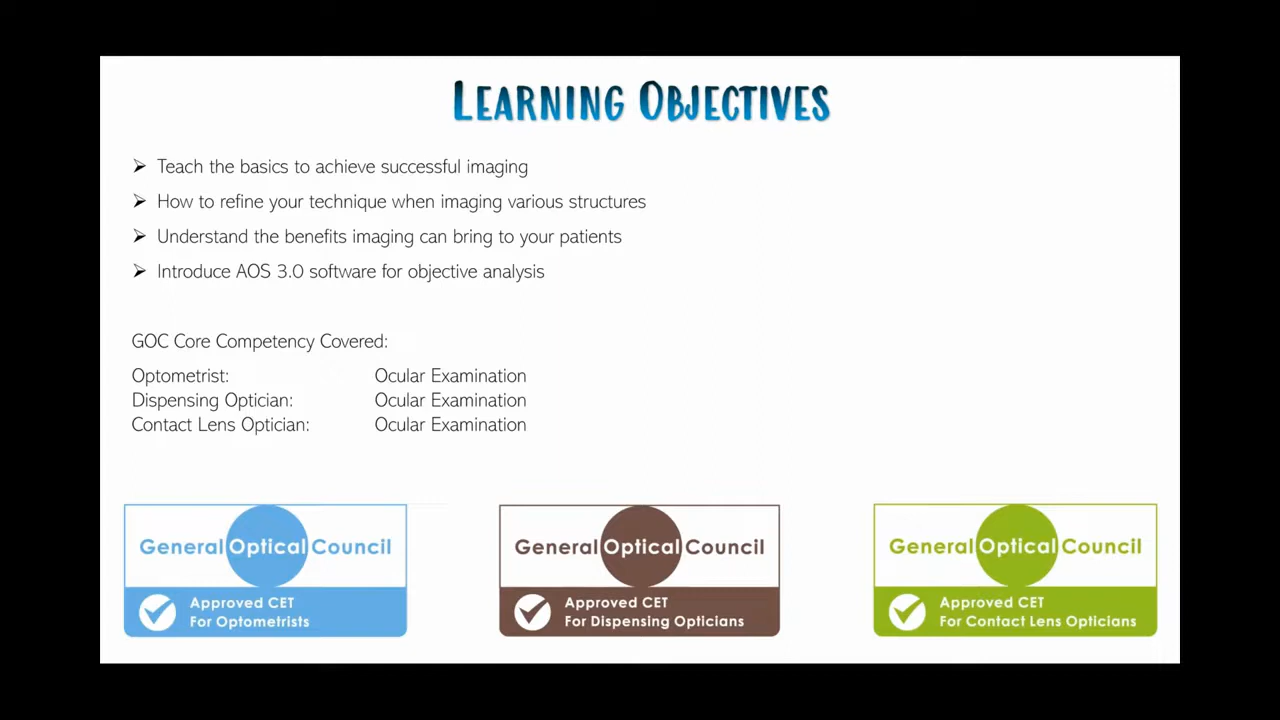 Learning Objectives
Teach the basics to achieve successful imaging
How to refine your technique when imaging various structures
Understand the benefits imaging can bring to your patients
Introduce AOS 3.0 software for objective analysis
GOC Core Competency Covered:
Optometrist: Ocular Examination
Dispensing Optician: Ocular Examination
Contact Lens Optician: Ocular Examination
General Optical Council
Approved CET
For Optometrists
General Optical Council
Approved CET
For Dispensing Opticians
General Optical Council
Approved CET
For Contact Lens Opticians